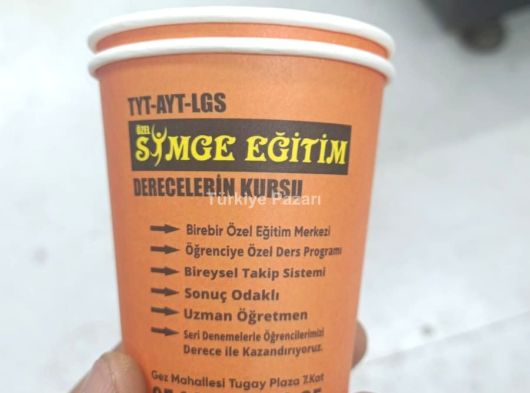 TYT-AYT-LGS
ÖZEL
SİMGE EĞİTİM
DERECELERİN KURSU
Türkiye Pazarı
Birebir Özel Eğitim Merkezi
Öğrenciye Özel Ders Programı
Bireysel Takip Sistemi
Sonuç Odaklı
Uzman Öğretmen
Seri Denemelerle Öğrencilerimizi
Derece ile Kazandırıyoruz.
Gez Mahallesi Tugay Plaza 7.Kat